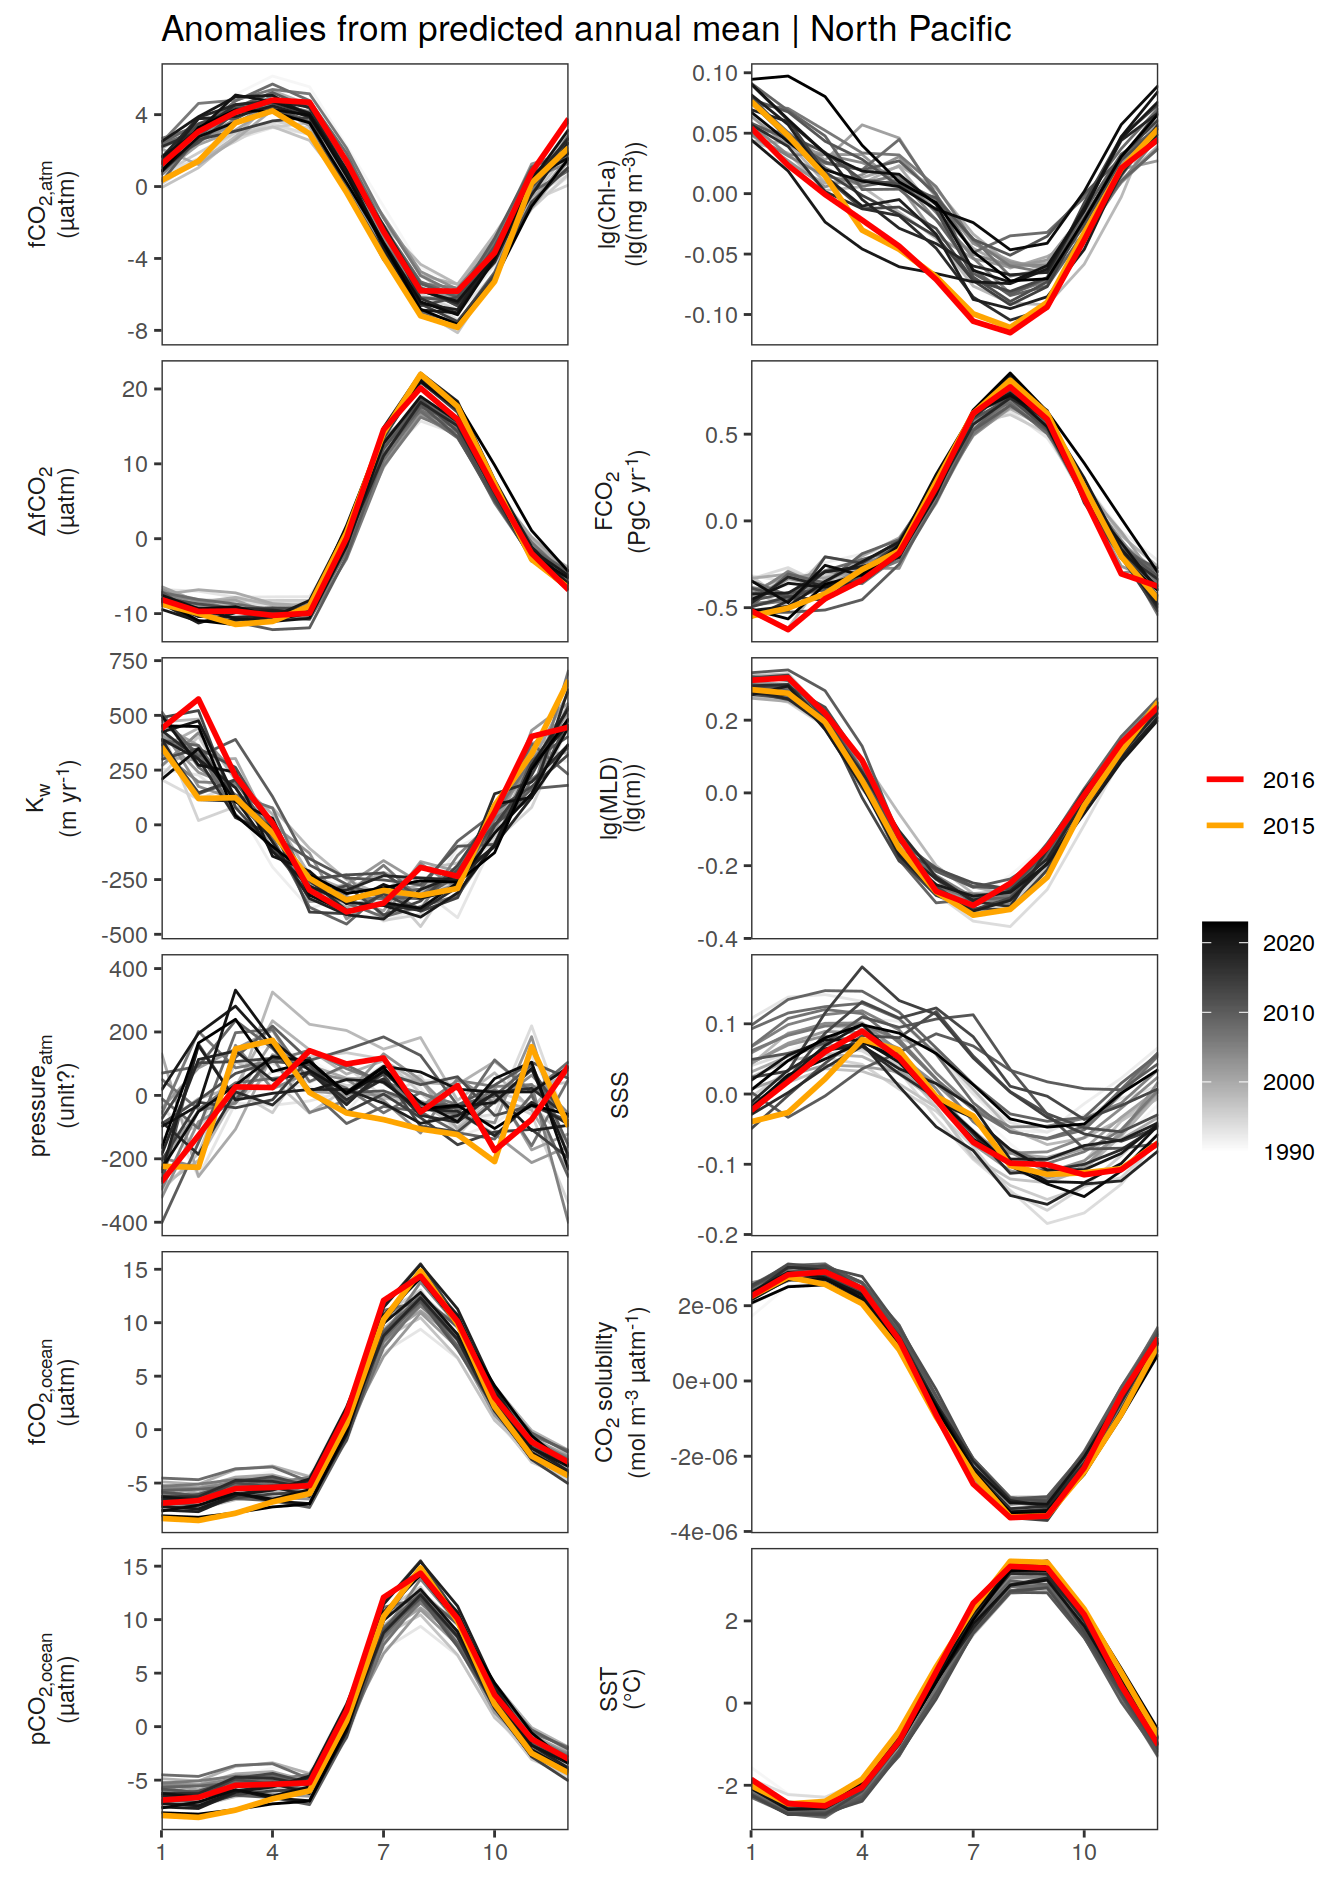 Anomalies from predicted annual mean | North Pacific
fCO2,atm
(µatm)
4
0
-4
-8
lg(Chl-a)
(lg(mg m-3))
0.10
0.05
0.00
-0.05
-0.10
ΔfCO2
(µatm)
20
10
0
-10
FCO2
(PgC yr-1)
0.5
0.0
-0.5
Kw
(m yr-1)
750
500
250
0
-250
-500
lg(MLD)
(lg(m))
0.2
0.0
-0.2
-0.4
pressureatm
(unit?)
400
200
0
-200
-400
SSS
0.1
0.0
-0.1
-0.2
fCO2,ocean
(µatm)
15
10
5
0
-5
CO2 solubility
(mol m-3 µatm-1)
2e-06
0e+00
-2e-06
-4e-06
pCO2,ocean
(µatm)
15
10
5
0
-5
SST
(°C)
2
0
-2
1 4 7 10
1 4 7 10
2016
2015
2020
2010
2000
1990